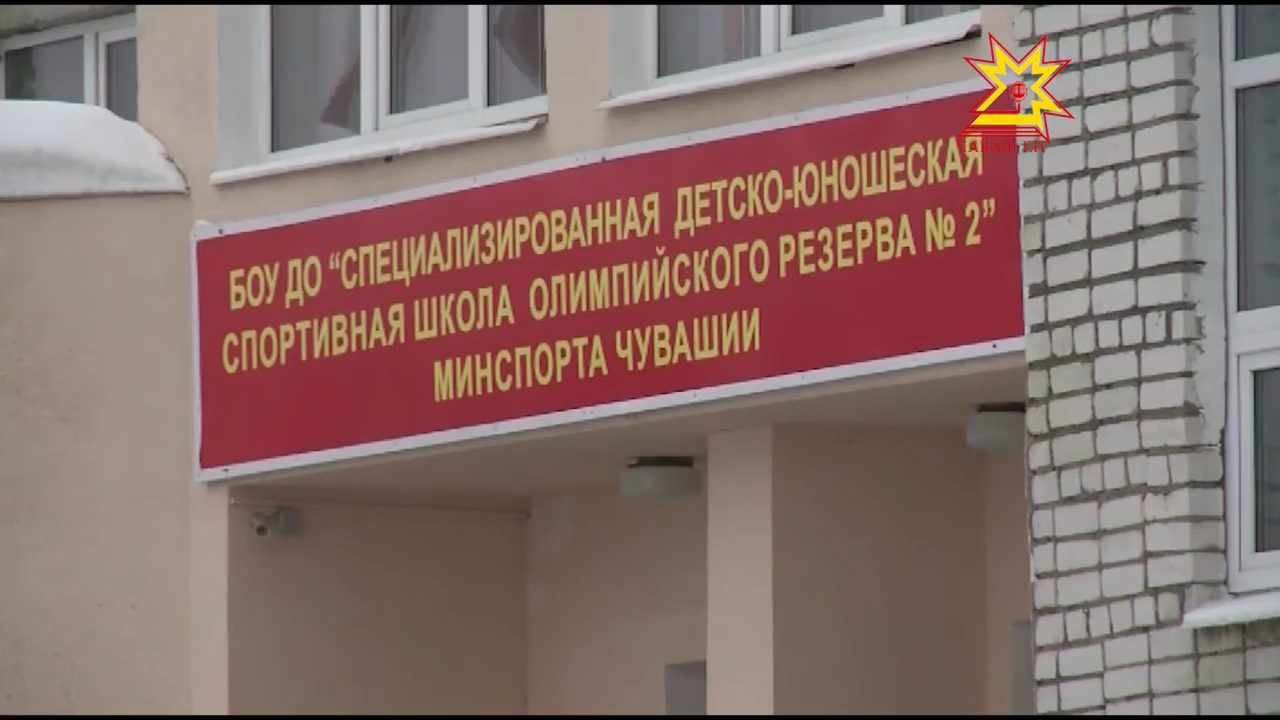 БОУ ДО “СПЕЦИАЛИЗИРОВАННАЯ ДЕТСКО-ЮНОШЕСКАЯ
СПОРТИВНАЯ ШКОЛА ОЛИМПИЙСКОГО РЕЗЕРВА № 2”
МИНСПОРТА ЧУВАШИИ